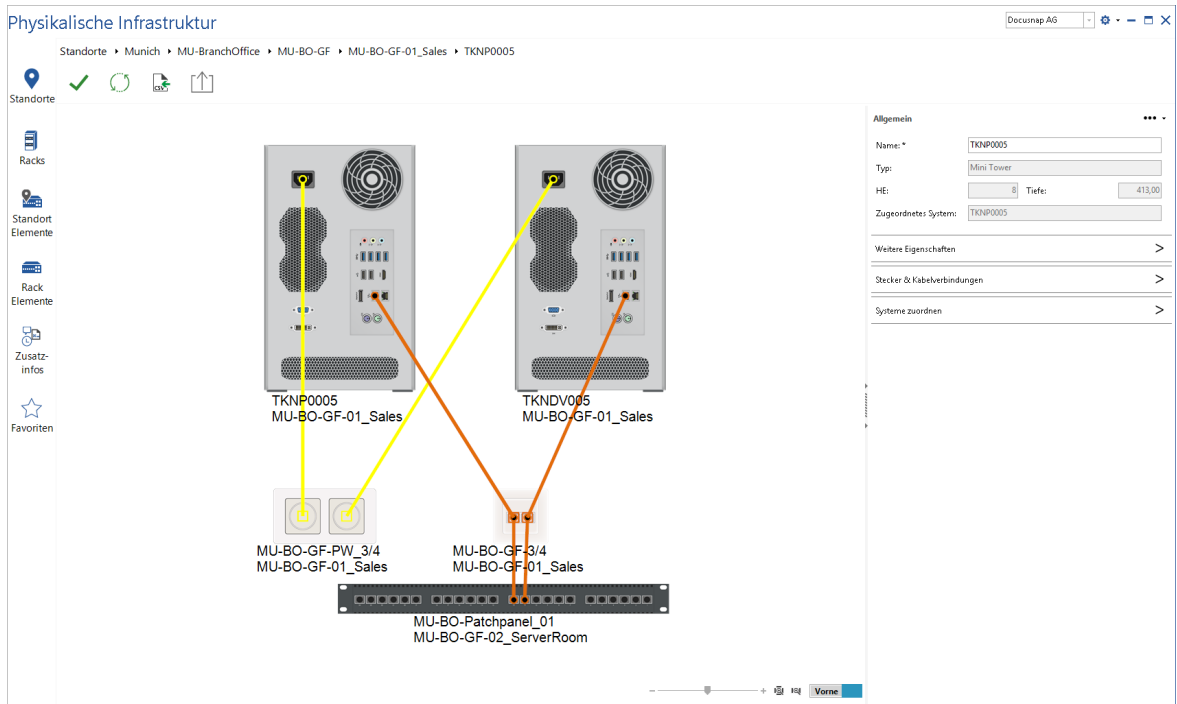 Physikalische Infrastruktur
Docusnap AG
Standorte Munich MU-BranchOffice MU-BO-GF MU-BO-GF-01_Sales TKNP0005
CSV
Standorte
Racks
Standort
Elemente
Rack
Elemente
Zusatz-
infos
Favoriten
TKNP0005
MU-BO-GF-01_Sales
TKNDV005
MU-BO-GF-01_Sales
MU-BO-GF-PW_3/4
MU-BO-GF-01_Sales
MU-BO-GF-3/4
MU-BO-GF-01_Sales
MU-BO-Patchpanel_01
MU-BO-GF-02_ServerRoom
Vorne
Allgemein
Name: * TKNP0005
Typ: Mini Tower
HE: 8 Tiefe: 413,00
Zugeordnetes System: TKNP0005
Weitere Eigenschaften
Stecker & Kabelverbindungen
Systeme zuordnen